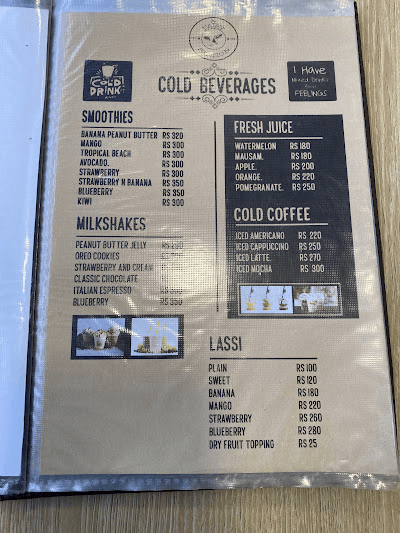 COLD
DRINK
COLD BEVERAGES
I Have
Mixed Drinks
FEELINGS
SMOOTHIES
BANANA PEANUT BUTTER RS 320
MANGO RS 300
TROPICAL BEACH RS 300
AVOCADO. RS 300
STRAWBERRY RS 300
STRAWBERRY N BANANA RS 350
BLUEBERRY RS 350
KIWI RS 300
MILKSHAKES
PEANUT BUTTER JELLY
OREO COOKIES
STRAWBERRY AND CREAM
CLASSIC CHOCOLATE
ITALIAN ESPRESSO
BLUEBERRY RS 350
FRESH JUICE
WATERMELON RS 180
MAUSAM. RS 180
APPLE. RS 200
ORANGE. RS 220
POMEGRANATE. RS 250
COLD COFFEE
ICED AMERICANO RS 220
ICED CAPPUCCINO RS 250
ICED LATTE. RS 270
ICED MOCHA RS 300
LASSI
PLAIN RS 100
SWEET RS 120
BANANA RS 180
MANGO RS 220
STRAWBERRY RS 260
BLUEBERRY RS 280
DRY FRUIT TOPPING RS 25